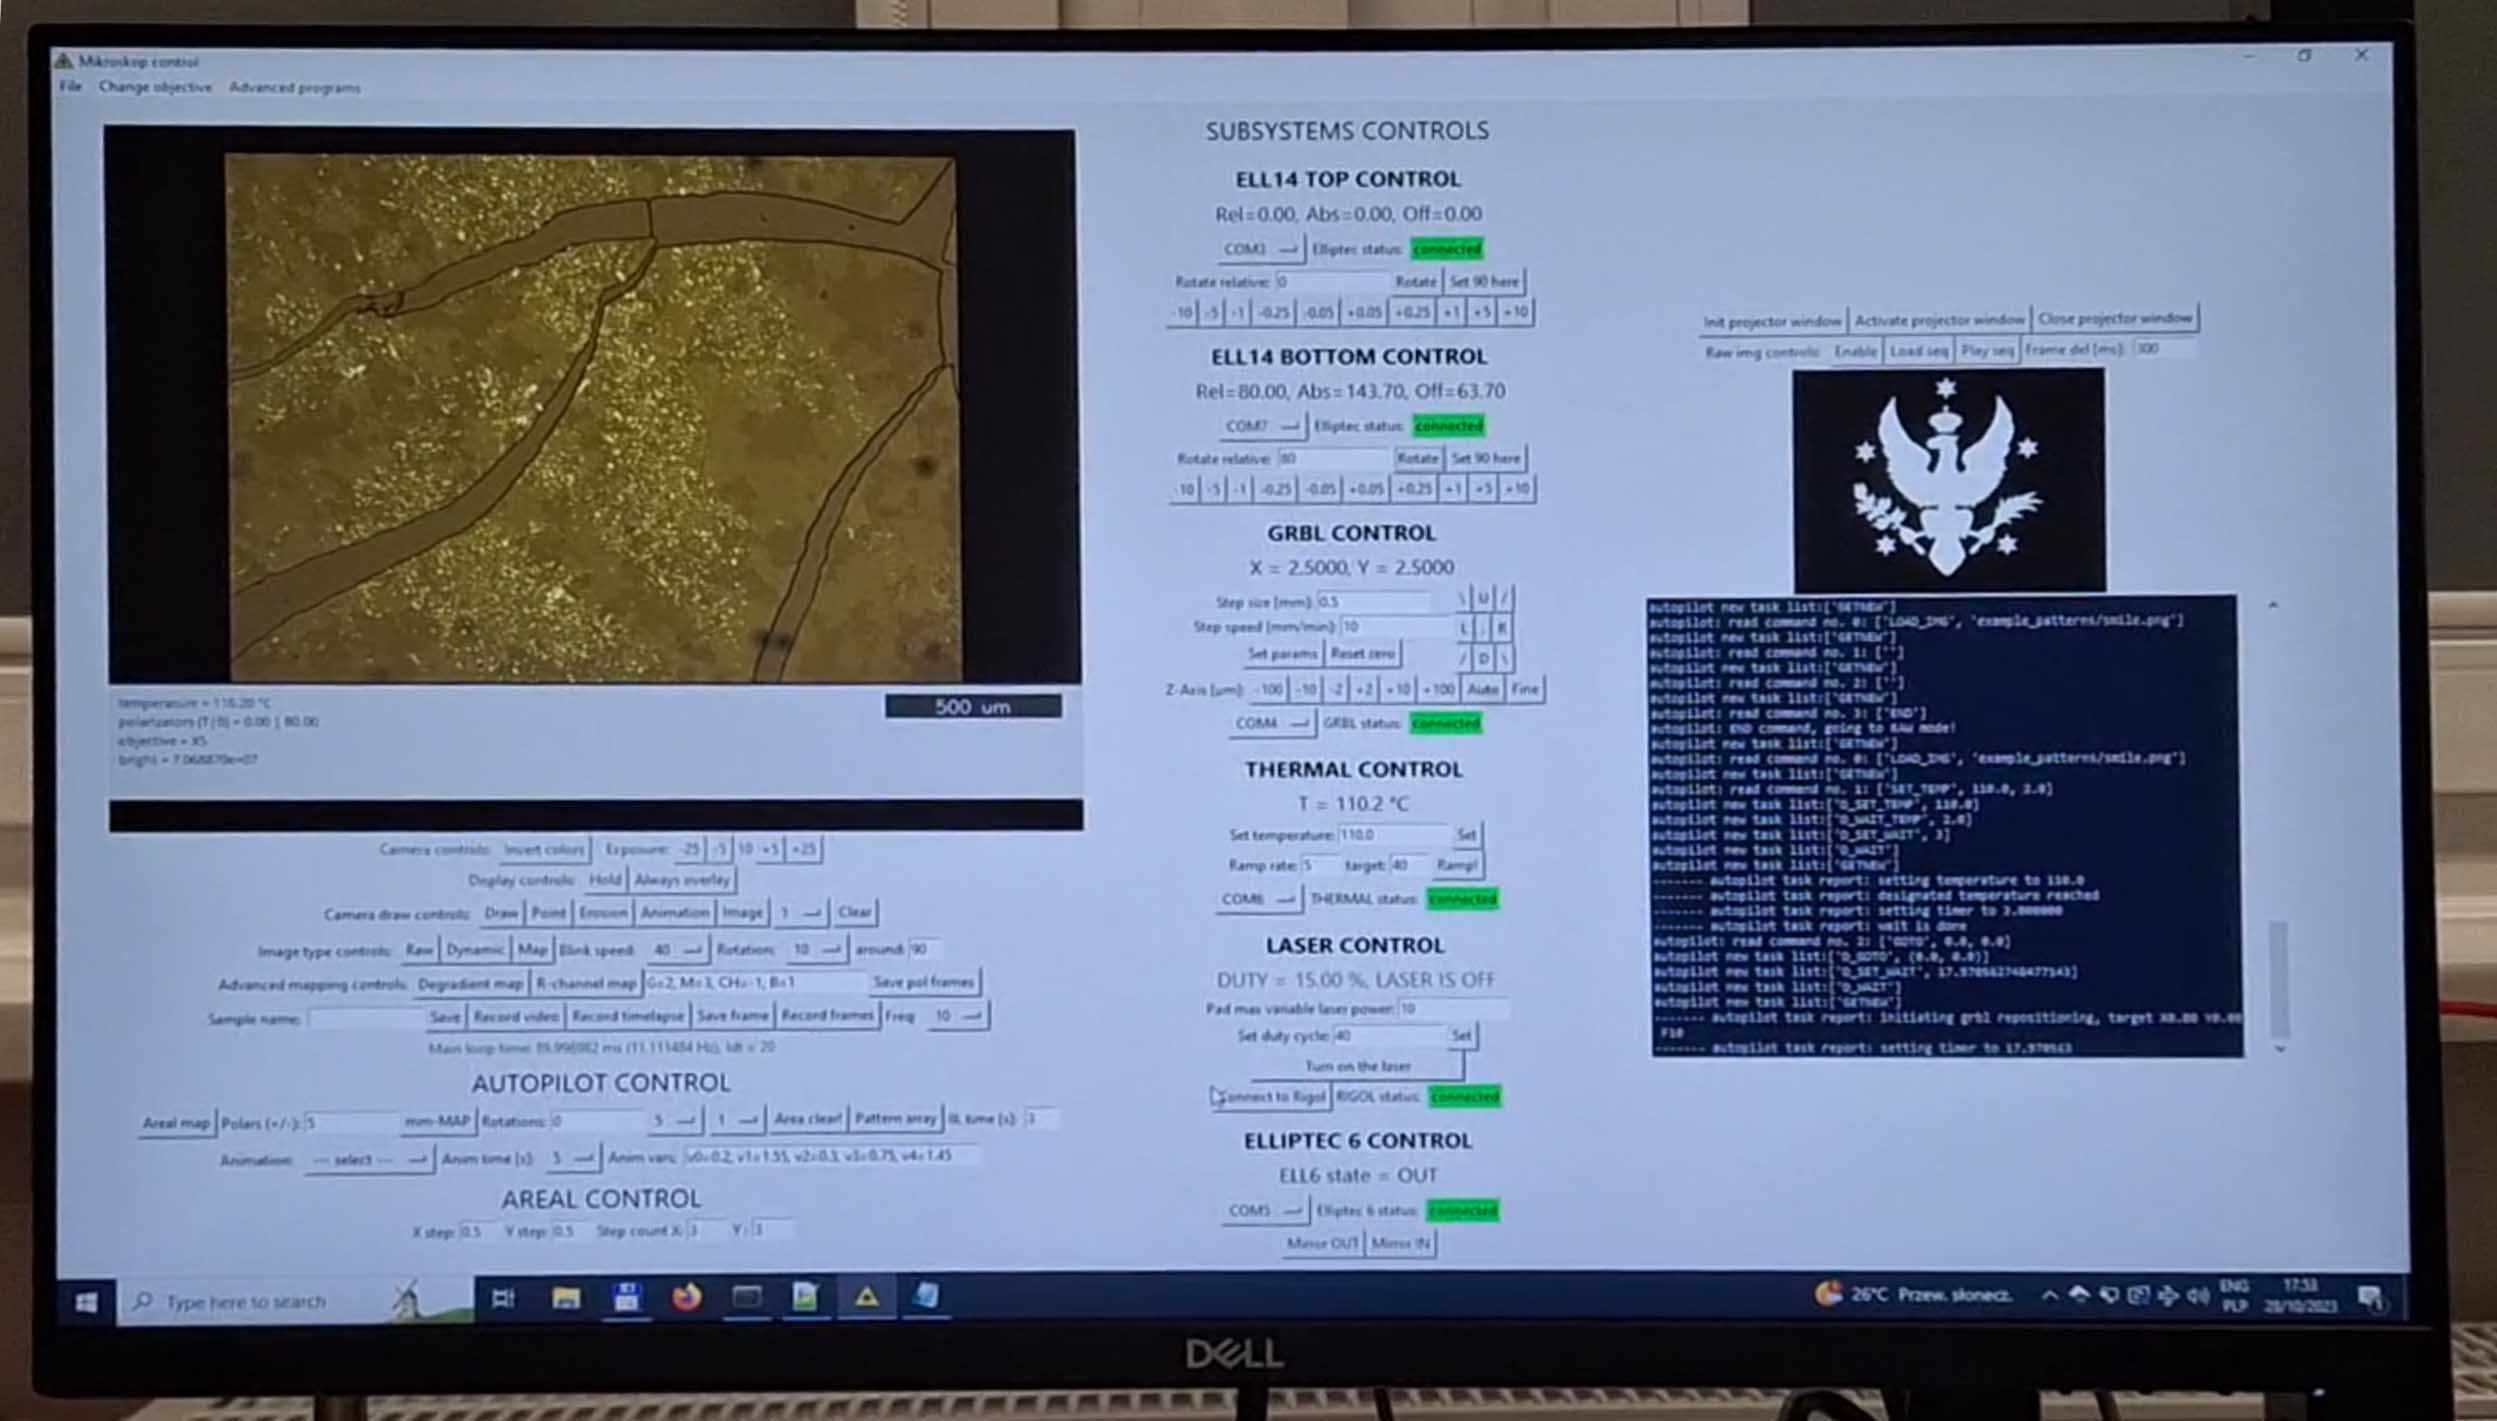 Mikroskop control
File Change objective Advanced programs
temperature = 110.20 °C
polarizators (T|B) = 0.00 | 80.00
objective = X5
bright = 7.068870e+07
500 um
Camera controls: Invert colors Exposure: -25 -5 10 +5 +25
Display controls: Hold Always overlay
Camera draw controls: Draw Point Erosion Animation Image 3 Clear
Image type controls: Raw Dynamic Map Blink speed: 40 Rotation: 10 around: 90
Advanced mapping controls: Degradient map R-channel map G=2, M=3, CH=-1, B=1 Save pol frames
Sample name: Save Record video Record timelapse Save frame Record frames Freq 10
Main loop time: 89.996982 ms (11.111484 Hz), ldt = 20
AUTOPILOT CONTROL
Areal map Polars (+/-): 5 mm-MAP Rotations: 0 5 1 Area clear! Pattern array Ill. time [s]: 3
Animation: --- select --- Anim time [s]: 5 Anim vars: v0=0.2, v1=1.55, v2=0.3, v3=0.75, v4=1.45
AREAL CONTROL
X step: 0.5 Y step: 0.5 Step count X: 3 Y: 3
SUBSYSTEMS CONTROLS
ELL14 TOP CONTROL
Rel=0.00, Abs=0.00, Off=0.00
COM3 Elliptec status: connected
Rotate relative: 0 Rotate Set 90 here
-10 -5 -1 -0.25 -0.05 +0.05 +0.25 +1 +5 +10
ELL14 BOTTOM CONTROL
Rel=80.00, Abs=143.70, Off=63.70
COM7 Elliptec status: connected
Rotate relative: 80 Rotate Set 90 here
-10 -5 -1 -0.25 -0.05 +0.05 +0.25 +1 +5 +10
GRBL CONTROL
X = 2.5000, Y = 2.5000
Step size [mm]: 0.5 \ U /
Step speed [mm/min]: 10 L . R
Set params Reset zero / D \
Z-Axis [µm]: -100 -10 -2 +2 +10 +100 Auto Fine
COM4 GRBL status: connected
THERMAL CONTROL
T = 110.2 °C
Set temperature: 110.0 Set
Ramp rate: 5 target: 40 Ramp!
COM6 THERMAL status: connected
LASER CONTROL
DUTY = 15.00 %, LASER IS OFF
Pad max variable laser power: 10
Set duty cycle: 40 Set
Turn on the laser
Connect to Rigol RIGOL status: connected
ELLIPTEC 6 CONTROL
ELL6 state = OUT
COM5 Elliptec 6 status: connected
Mirror OUT Mirror IN
Init projector window Activate projector window Close projector window
Raw img controls: Enable Load seq Play seq Frame del [ms]: 300
autopilot new task list:['GETNEW']
autopilot: read command no. 0: ['LOAD_IMG', 'example_patterns/smile.png']
autopilot new task list:['GETNEW']
autopilot: read command no. 1: ['']
autopilot new task list:['GETNEW']
autopilot: read command no. 2: ['']
autopilot new task list:['GETNEW']
autopilot: read command no. 3: ['END']
autopilot: END command, going to RAW mode!
autopilot new task list:['GETNEW']
autopilot: read command no. 0: ['LOAD_IMG', 'example_patterns/smile.png']
autopilot new task list:['GETNEW']
autopilot: read command no. 1: ['SET_TEMP', 110.0, 2.0]
autopilot new task list:['D_SET_TEMP', 110.0]
autopilot new task list:['D_WAIT_TEMP', 2.0]
autopilot new task list:['D_SET_WAIT', 3]
autopilot new task list:['D_WAIT']
autopilot new task list:['GETNEW']
------- autopilot task report: setting temperature to 110.0
------- autopilot task report: designated temperature reached
------- autopilot task report: setting timer to 3.000000
------- autopilot task report: wait is done
autopilot: read command no. 2: ['GOTO', 0.0, 0.0]
autopilot new task list:['D_GOTO', (0.0, 0.0)]
autopilot new task list:['D_SET_WAIT', 17.970562748477143]
autopilot new task list:['D_WAIT']
autopilot new task list:['GETNEW']
------- autopilot task report: initiating grbl repositioning, target X0.00 Y0.00
F10
------- autopilot task report: setting timer to 17.970563
Type here to search
26°C Przew. słonecz.
ENG 17:53
PLP 28/10/2023
DELL